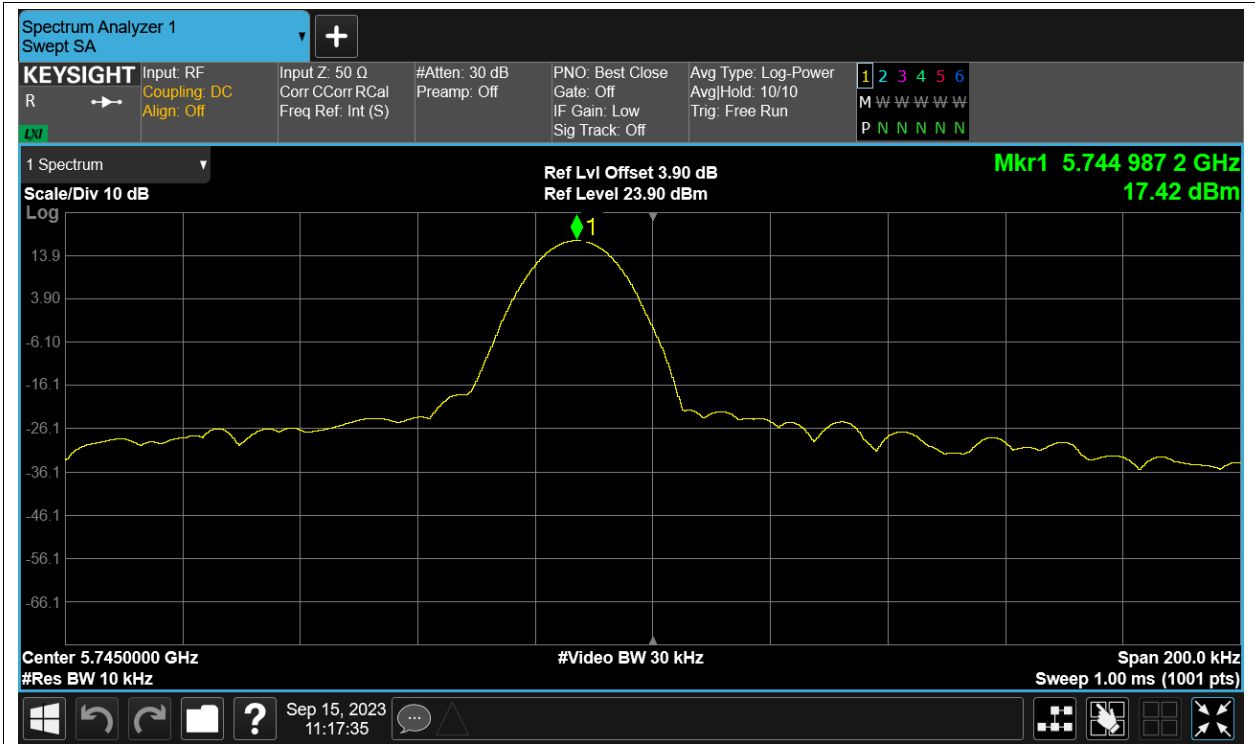 Spectrum Analyzer 1
Swept SA
KEYSIGHT
R
LXI
Input: RF
Coupling: DC
Align: Off
Input Z: 50 Ω
Corr CCorr RCal
Freq Ref: Int (S)
#Atten: 30 dB
Preamp: Off
PNO: Best Close
Gate: Off
IF Gain: Low
Sig Track: Off
Avg Type: Log-Power
Avg|Hold: 10/10
Trig: Free Run
1 2 3 4 5 6
M W W W W W
P N N N N N
1 Spectrum
Scale/Div 10 dB
Ref Lvl Offset 3.90 dB
Ref Level 23.90 dBm
Mkr1 5.744 987 2 GHz
17.42 dBm
Log
1
13.9
3.90
-6.10
-16.1
-26.1
-36.1
-46.1
-56.1
-66.1
Center 5.7450000 GHz
#Video BW 30 kHz
Span 200.0 kHz
#Res BW 10 kHz
Sweep 1.00 ms (1001 pts)
?
Sep 15, 2023
11:17:35